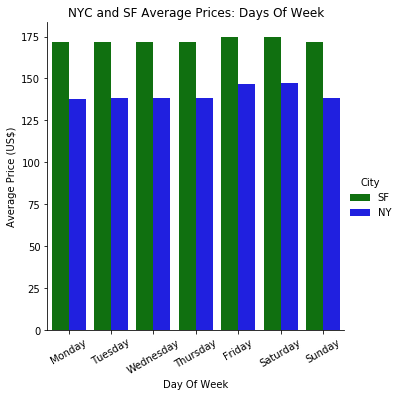 NYC and SF Average Prices: Days Of Week
175
150
125
100
75
50
25
0
Average Price (US$)
Monday
Tuesday
Wednesday
Thursday
Friday
Saturday
Sunday
Day Of Week
City
SF
NY